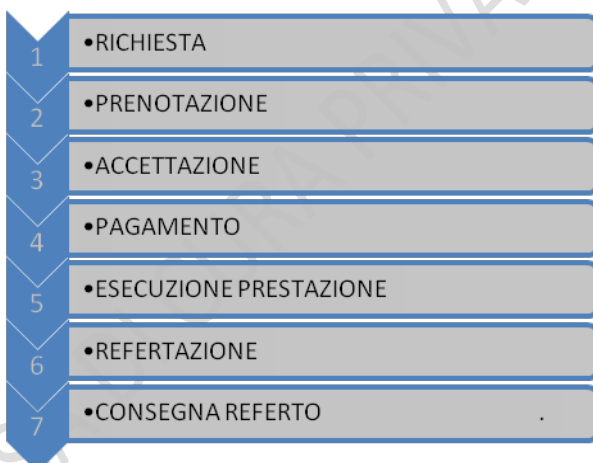 1
•RICHIESTA
2
•PRENOTAZIONE
3
•ACCETTAZIONE
4
•PAGAMENTO
5
•ESECUZIONE PRESTAZIONE
6
•REFERTAZIONE
7
•CONSEGNA REFERTO .